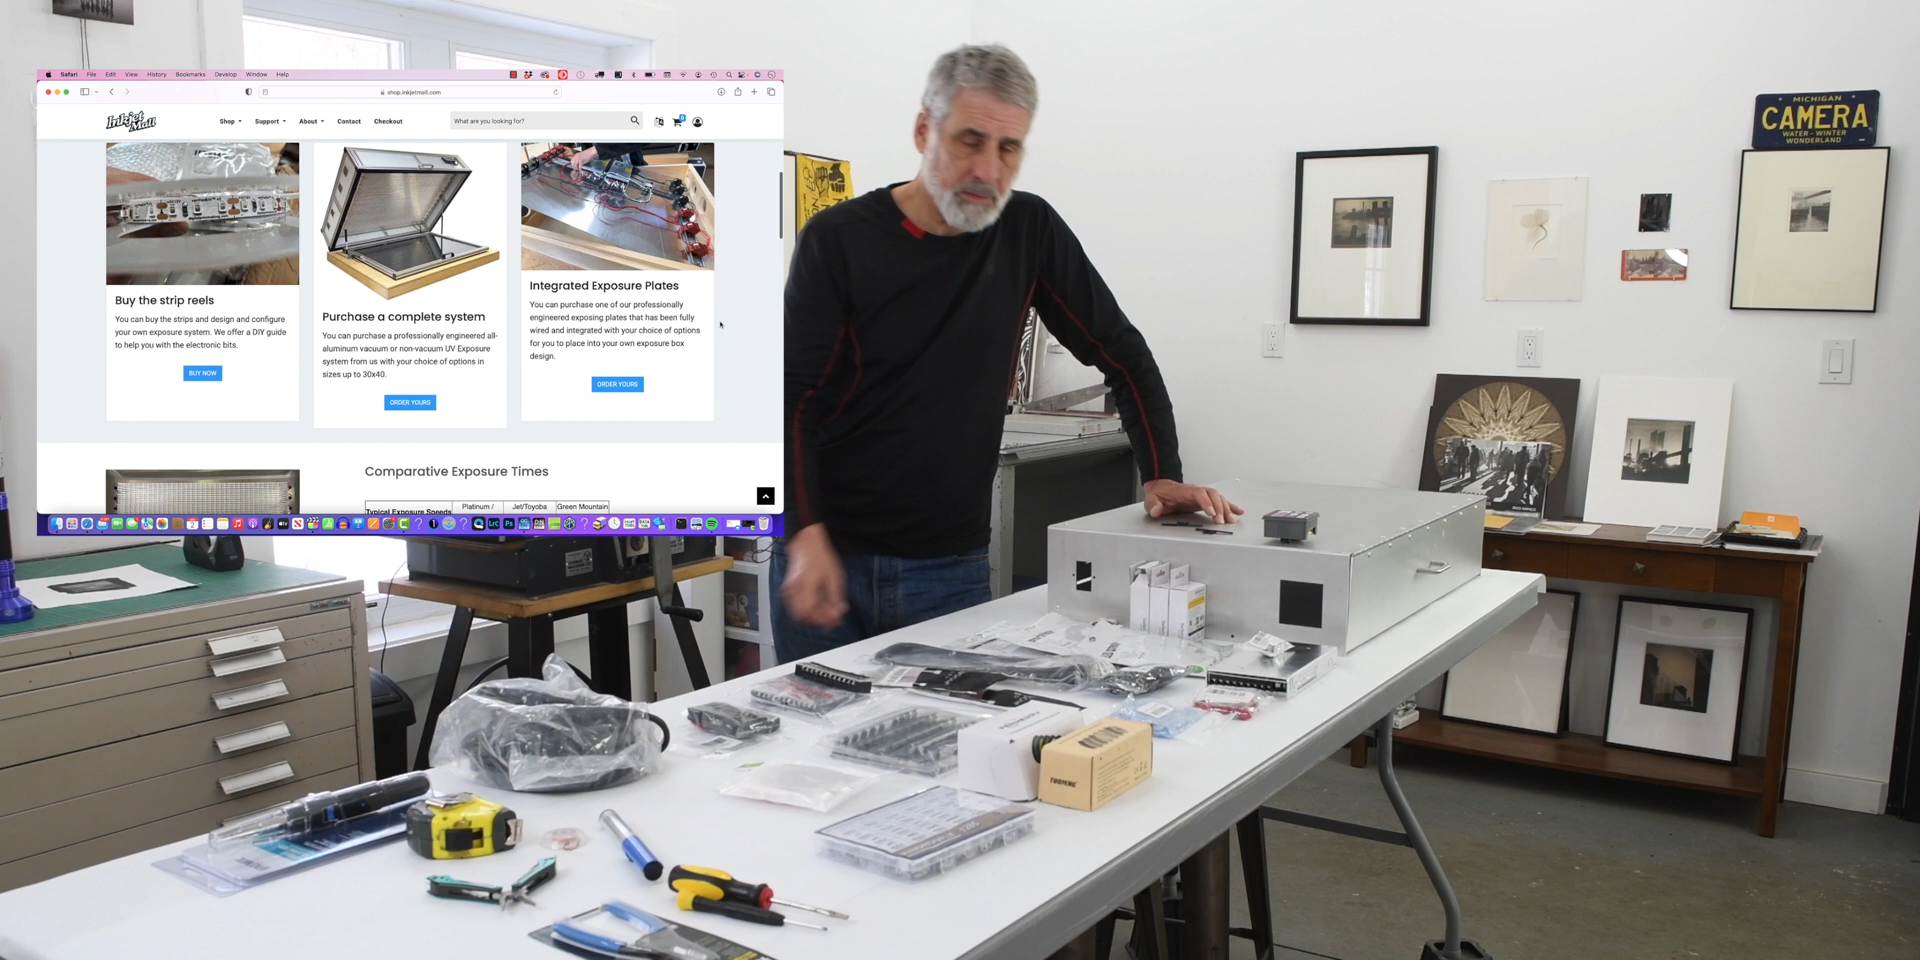 Safari File Edit View History Bookmarks Develop Window Help
shop.inkjetmall.com
Inkjet Mall
Shop Support About Contact Checkout
What are you looking for?
Buy the strip reels
You can buy the strips and design and configure
your own exposure system. We offer a DIY guide
to help you with the electronic bits.
BUY NOW
Purchase a complete system
You can purchase a professionally engineered all-
aluminum vacuum or non-vacuum UV Exposure
system from us with your choice of options in
sizes up to 30x40.
ORDER YOURS
Integrated Exposure Plates
You can purchase one of our professionally
engineered exposing plates that has been fully
wired and integrated with your choice of options
for you to place into your own exposure box
design.
ORDER YOURS
Comparative Exposure Times
Typical Exposure Speeds
Platinum /
Jet/Toyoba
Green Mountain
MICHIGAN
CAMERA
WATER - WINTER
WONDERLAND